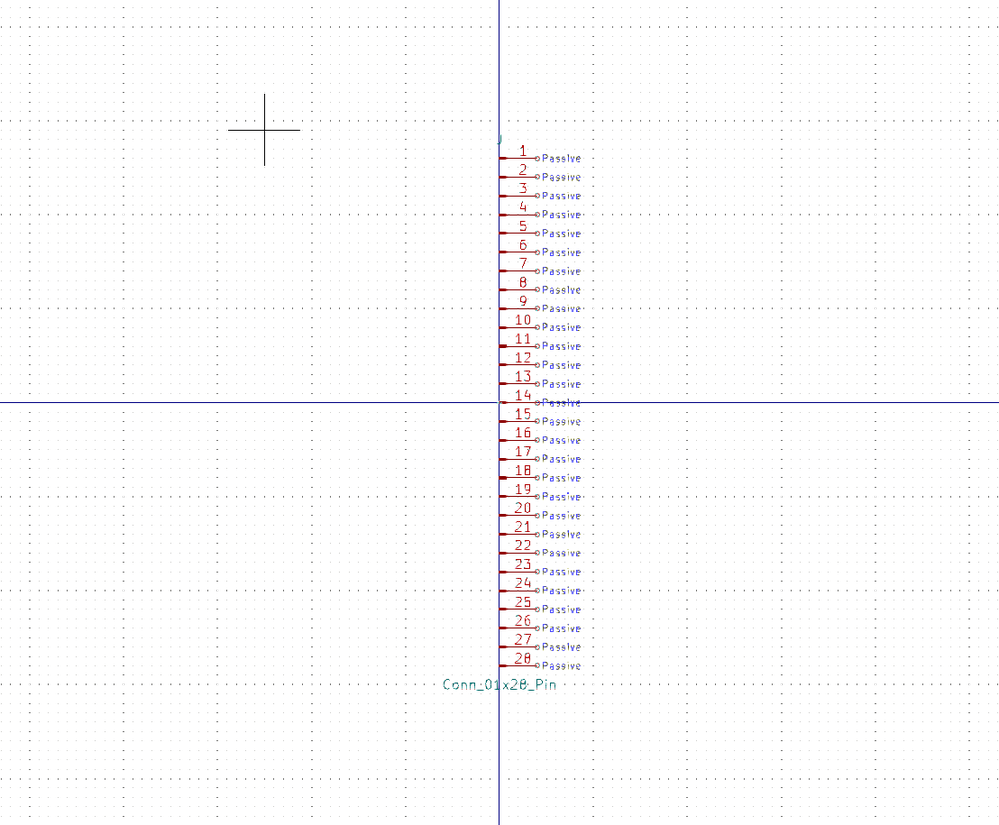 J
1 Passive
2 Passive
3 Passive
4 Passive
5 Passive
6 Passive
7 Passive
8 Passive
9 Passive
10 Passive
11 Passive
12 Passive
13 Passive
14 Passive
15 Passive
16 Passive
17 Passive
18 Passive
19 Passive
20 Passive
21 Passive
22 Passive
23 Passive
24 Passive
25 Passive
26 Passive
27 Passive
28 Passive
Conn_01x28_Pin